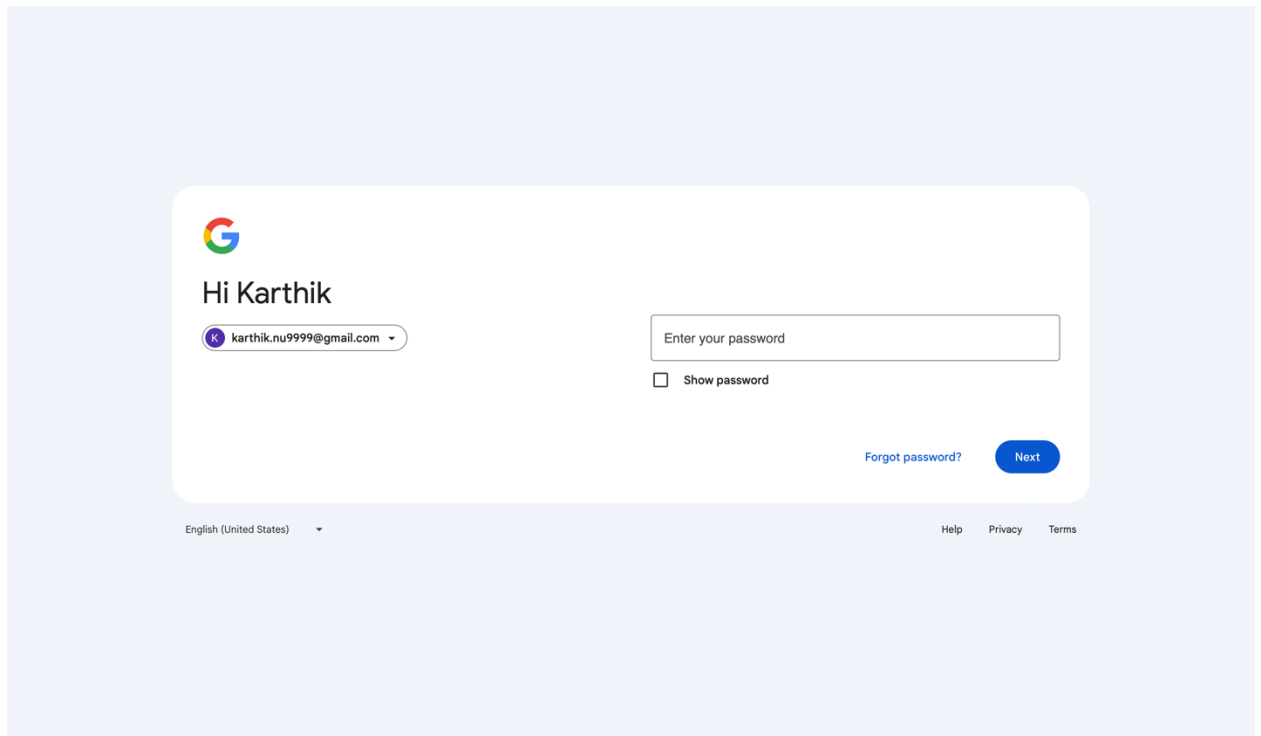 Hi Karthik
K karthik.nu9999@gmail.com
Enter your password
Show password
Forgot password? Next
English (United States) Help Privacy Terms